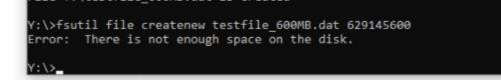 Y:\>fsutil file createnew testfile_600MB.dat 629145600
Error:  There is not enough space on the disk.
Y:\>_